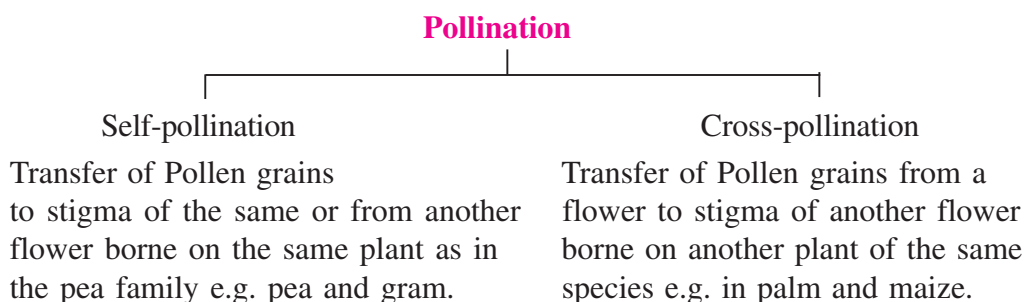 Pollination
Self-pollination
Transfer of Pollen grains
to stigma of the same or from another
flower borne on the same plant as in
the pea family e.g. pea and gram.
Cross-pollination
Transfer of Pollen grains from a
flower to stigma of another flower
borne on another plant of the same
species e.g. in palm and maize.